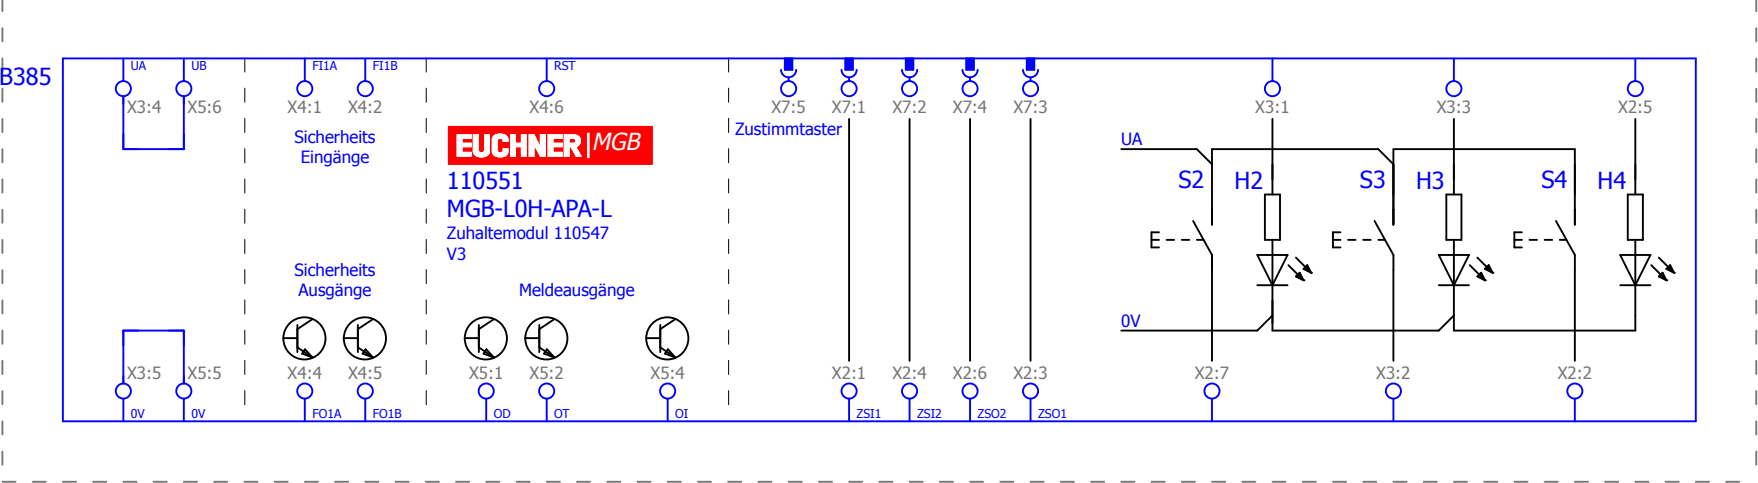 B385
UA UB FI1A FI1B RST
X3:4 X5:6 X4:1 X4:2 X4:6 X7:5 X7:1 X7:2 X7:4 X7:3 X3:1 X3:3 X2:5
Sicherheits
Eingänge
EUCHNER|MGB
Zustimmtaster
UA
110551
MGB-L0H-APA-L
Zuhaltemodul 110547
V3
S2 H2 S3 H3 S4 H4
E E E
Sicherheits
Ausgänge
Meldeausgänge
0V
X3:5 X5:5 X4:4 X4:5 X5:1 X5:2 X5:4 X2:1 X2:4 X2:6 X2:3 X2:7 X3:2 X2:2
0V 0V FO1A FO1B OD OT OI ZSI1 ZSI2 ZSO2 ZSO1